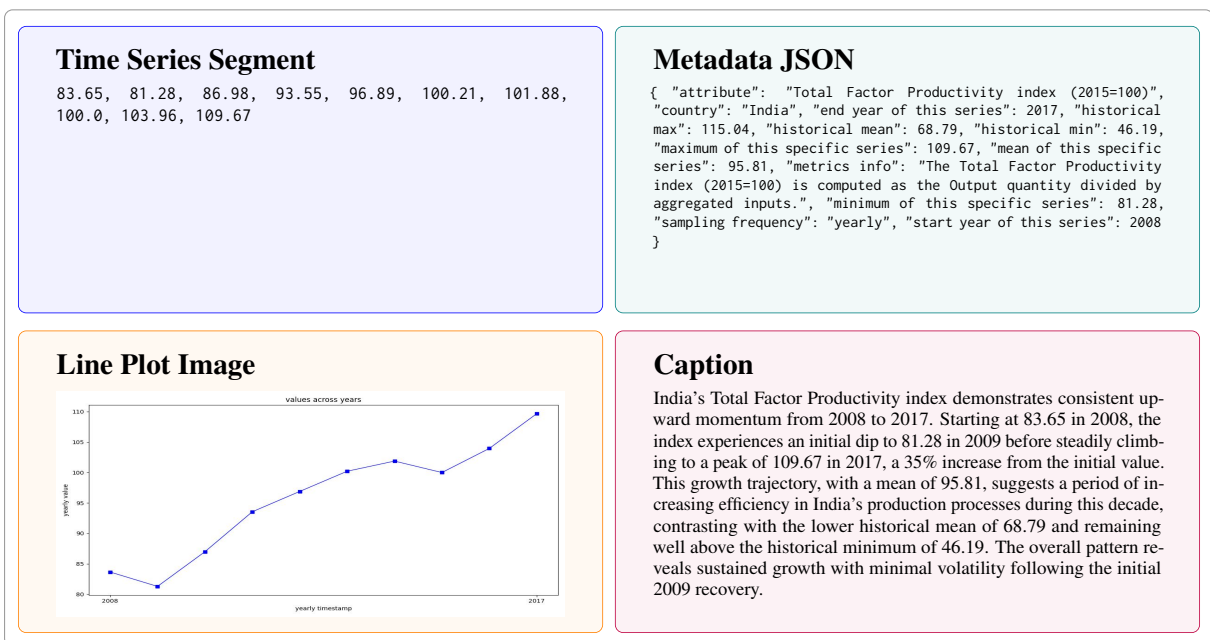 Time Series Segment
83.65, 81.28, 86.98, 93.55, 96.89, 100.21, 101.88,
100.0, 103.96, 109.67
Metadata JSON
{ "attribute": "Total Factor Productivity index (2015=100)",
"country": "India", "end year of this series": 2017, "historical
max": 115.04, "historical mean": 68.79, "historical min": 46.19,
"maximum of this specific series": 109.67, "mean of this specific
series": 95.81, "metrics info": "The Total Factor Productivity
index (2015=100) is computed as the Output quantity divided by
aggregated inputs.", "minimum of this specific series": 81.28,
"sampling frequency": "yearly", "start year of this series": 2008
}
Line Plot Image
values across years
110
105
100
95
90
85
80
yearly value
2008
2017
yearly timestamp
Caption
India's Total Factor Productivity index demonstrates consistent up-
ward momentum from 2008 to 2017. Starting at 83.65 in 2008, the
index experiences an initial dip to 81.28 in 2009 before steadily climb-
ing to a peak of 109.67 in 2017, a 35% increase from the initial value.
This growth trajectory, with a mean of 95.81, suggests a period of in-
creasing efficiency in India's production processes during this decade,
contrasting with the lower historical mean of 68.79 and remaining
well above the historical minimum of 46.19. The overall pattern re-
veals sustained growth with minimal volatility following the initial
2009 recovery.